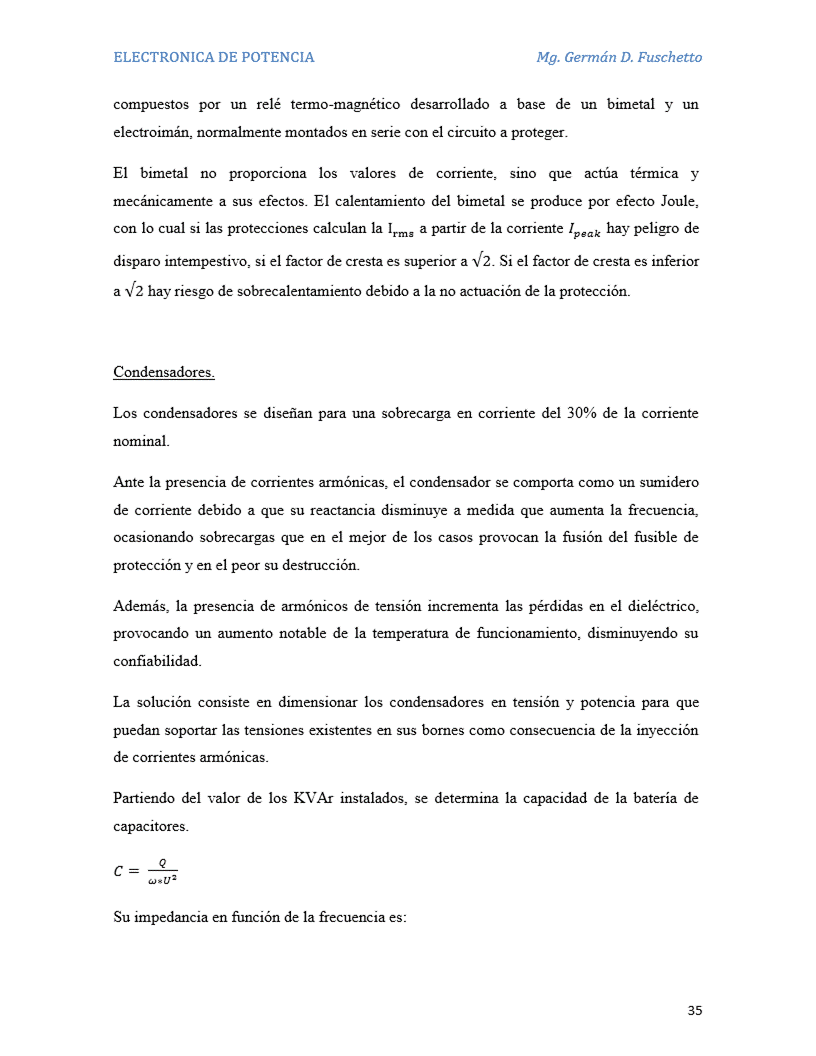 ELECTRONICA DE POTENCIA Mg. Germán D. Fuschetto
compuestos por un relé termo-magnético desarrollado a base de un bimetal y un
electroimán, normalmente montados en serie con el circuito a proteger.
El bimetal no proporciona los valores de corriente, sino que actúa térmica y
mecánicamente a sus efectos. El calentamiento del bimetal se produce por efecto Joule,
con lo cual si las protecciones calculan la I_rms a partir de la corriente I_peak hay peligro de
disparo intempestivo, si el factor de cresta es superior a √2. Si el factor de cresta es inferior
a √2 hay riesgo de sobrecalentamiento debido a la no actuación de la protección.
Condensadores.
Los condensadores se diseñan para una sobrecarga en corriente del 30% de la corriente
nominal.
Ante la presencia de corrientes armónicas, el condensador se comporta como un sumidero
de corriente debido a que su reactancia disminuye a medida que aumenta la frecuencia,
ocasionando sobrecargas que en el mejor de los casos provocan la fusión del fusible de
protección y en el peor su destrucción.
Además, la presencia de armónicos de tensión incrementa las pérdidas en el dieléctrico,
provocando un aumento notable de la temperatura de funcionamiento, disminuyendo su
confiabilidad.
La solución consiste en dimensionar los condensadores en tensión y potencia para que
puedan soportar las tensiones existentes en sus bornes como consecuencia de la inyección
de corrientes armónicas.
Partiendo del valor de los KVAr instalados, se determina la capacidad de la batería de
capacitores.
C = Q / ω*U²
Su impedancia en función de la frecuencia es:
35